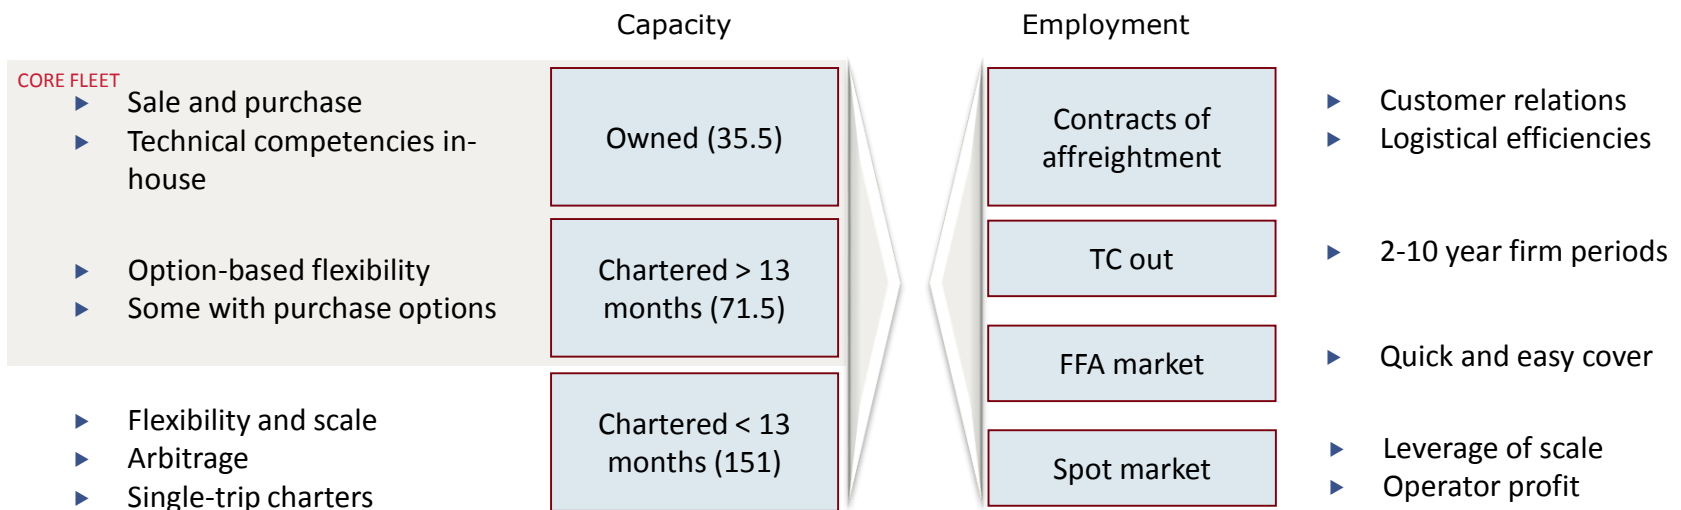 Capacity
Employment
CORE FLEET
Sale and purchase
Technical competencies in-
house
Owned (35.5)
Contracts of
affreightment
Customer relations
Logistical efficiencies
Option-based flexibility
Some with purchase options
Chartered > 13
months (71.5)
TC out
2-10 year firm periods
FFA market
Quick and easy cover
Flexibility and scale
Arbitrage
Single-trip charters
Chartered < 13
months (151)
Spot market
Leverage of scale
Operator profit